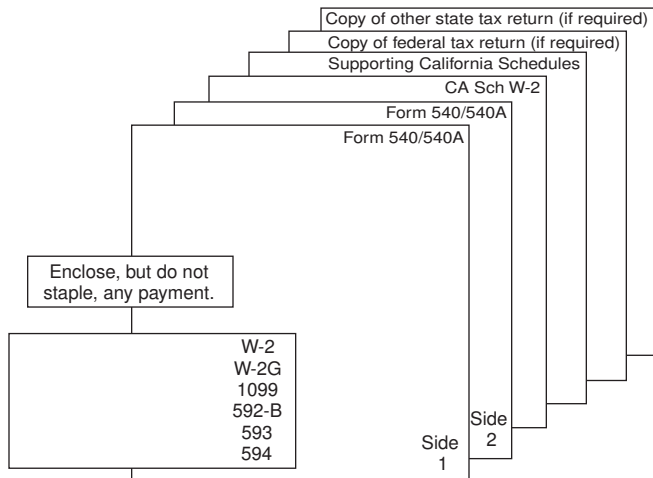 Copy of other state tax return (if required)
Copy of federal tax return (if required)
Supporting California Schedules
CA Sch W-2
Form 540/540A
Form 540/540A
Enclose, but do not
staple, any payment.
W-2
W-2G
1099
592-B
593
594
Side
1
Side
2